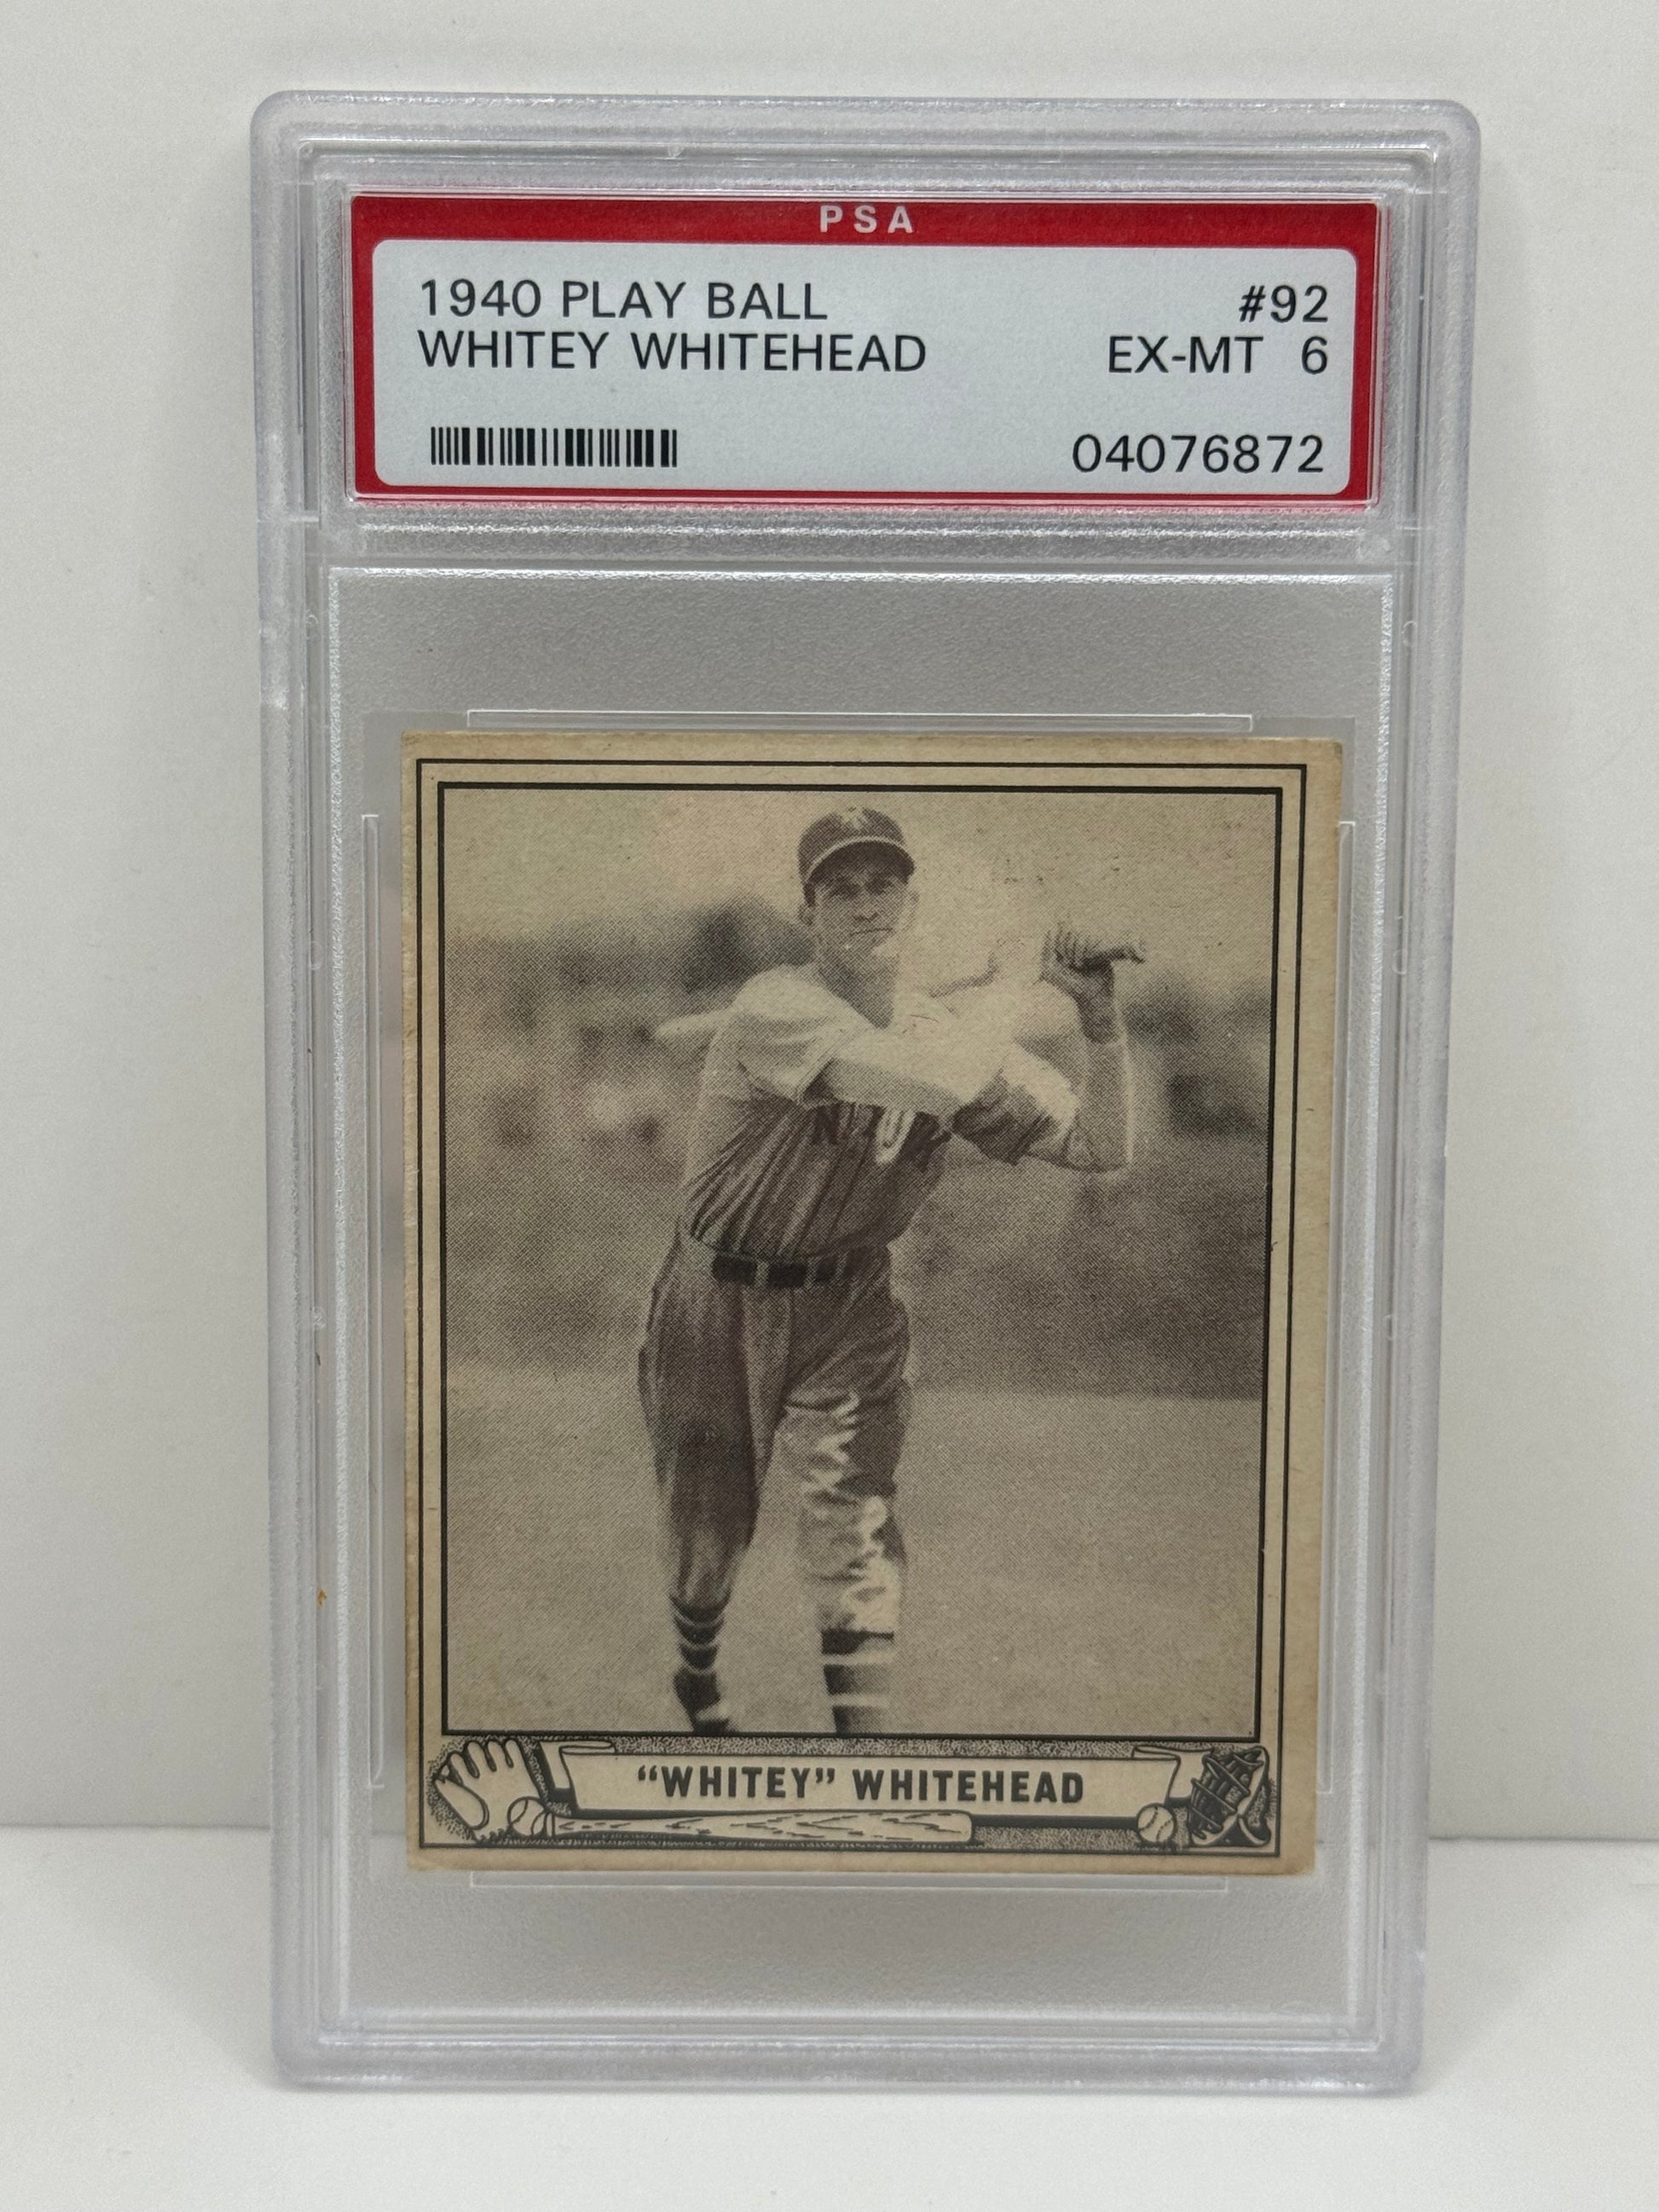 PSA
1940 PLAY BALL #92
WHITEY WHITEHEAD EX-MT 6
04076872
"WHITEY" WHITEHEAD